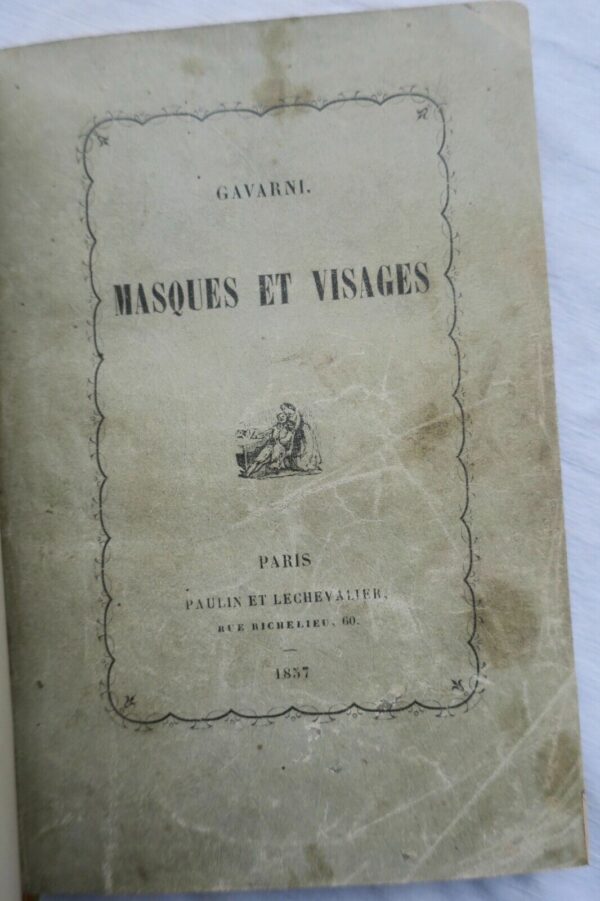 GAVARNI.
MASQUES ET VISAGES
PARIS
PAULIN ET LECHEVALIER,
RUE RICHELIEU, 60.
1857